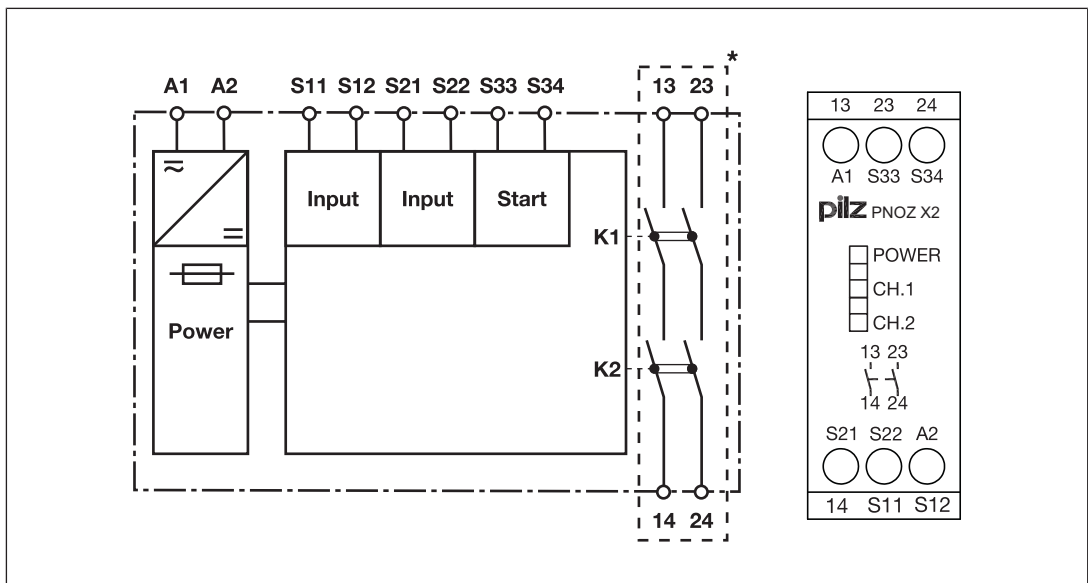 *
A1 A2 S11 S12 S21 S22 S33 S34 13 23
Input Input Start
K1
Power
K2
14 24
13 23 24
A1 S33 S34
pilz PNOZ X2
POWER
CH.1
CH.2
13 23
14 24
S21 S22 A2
14 S11 S12